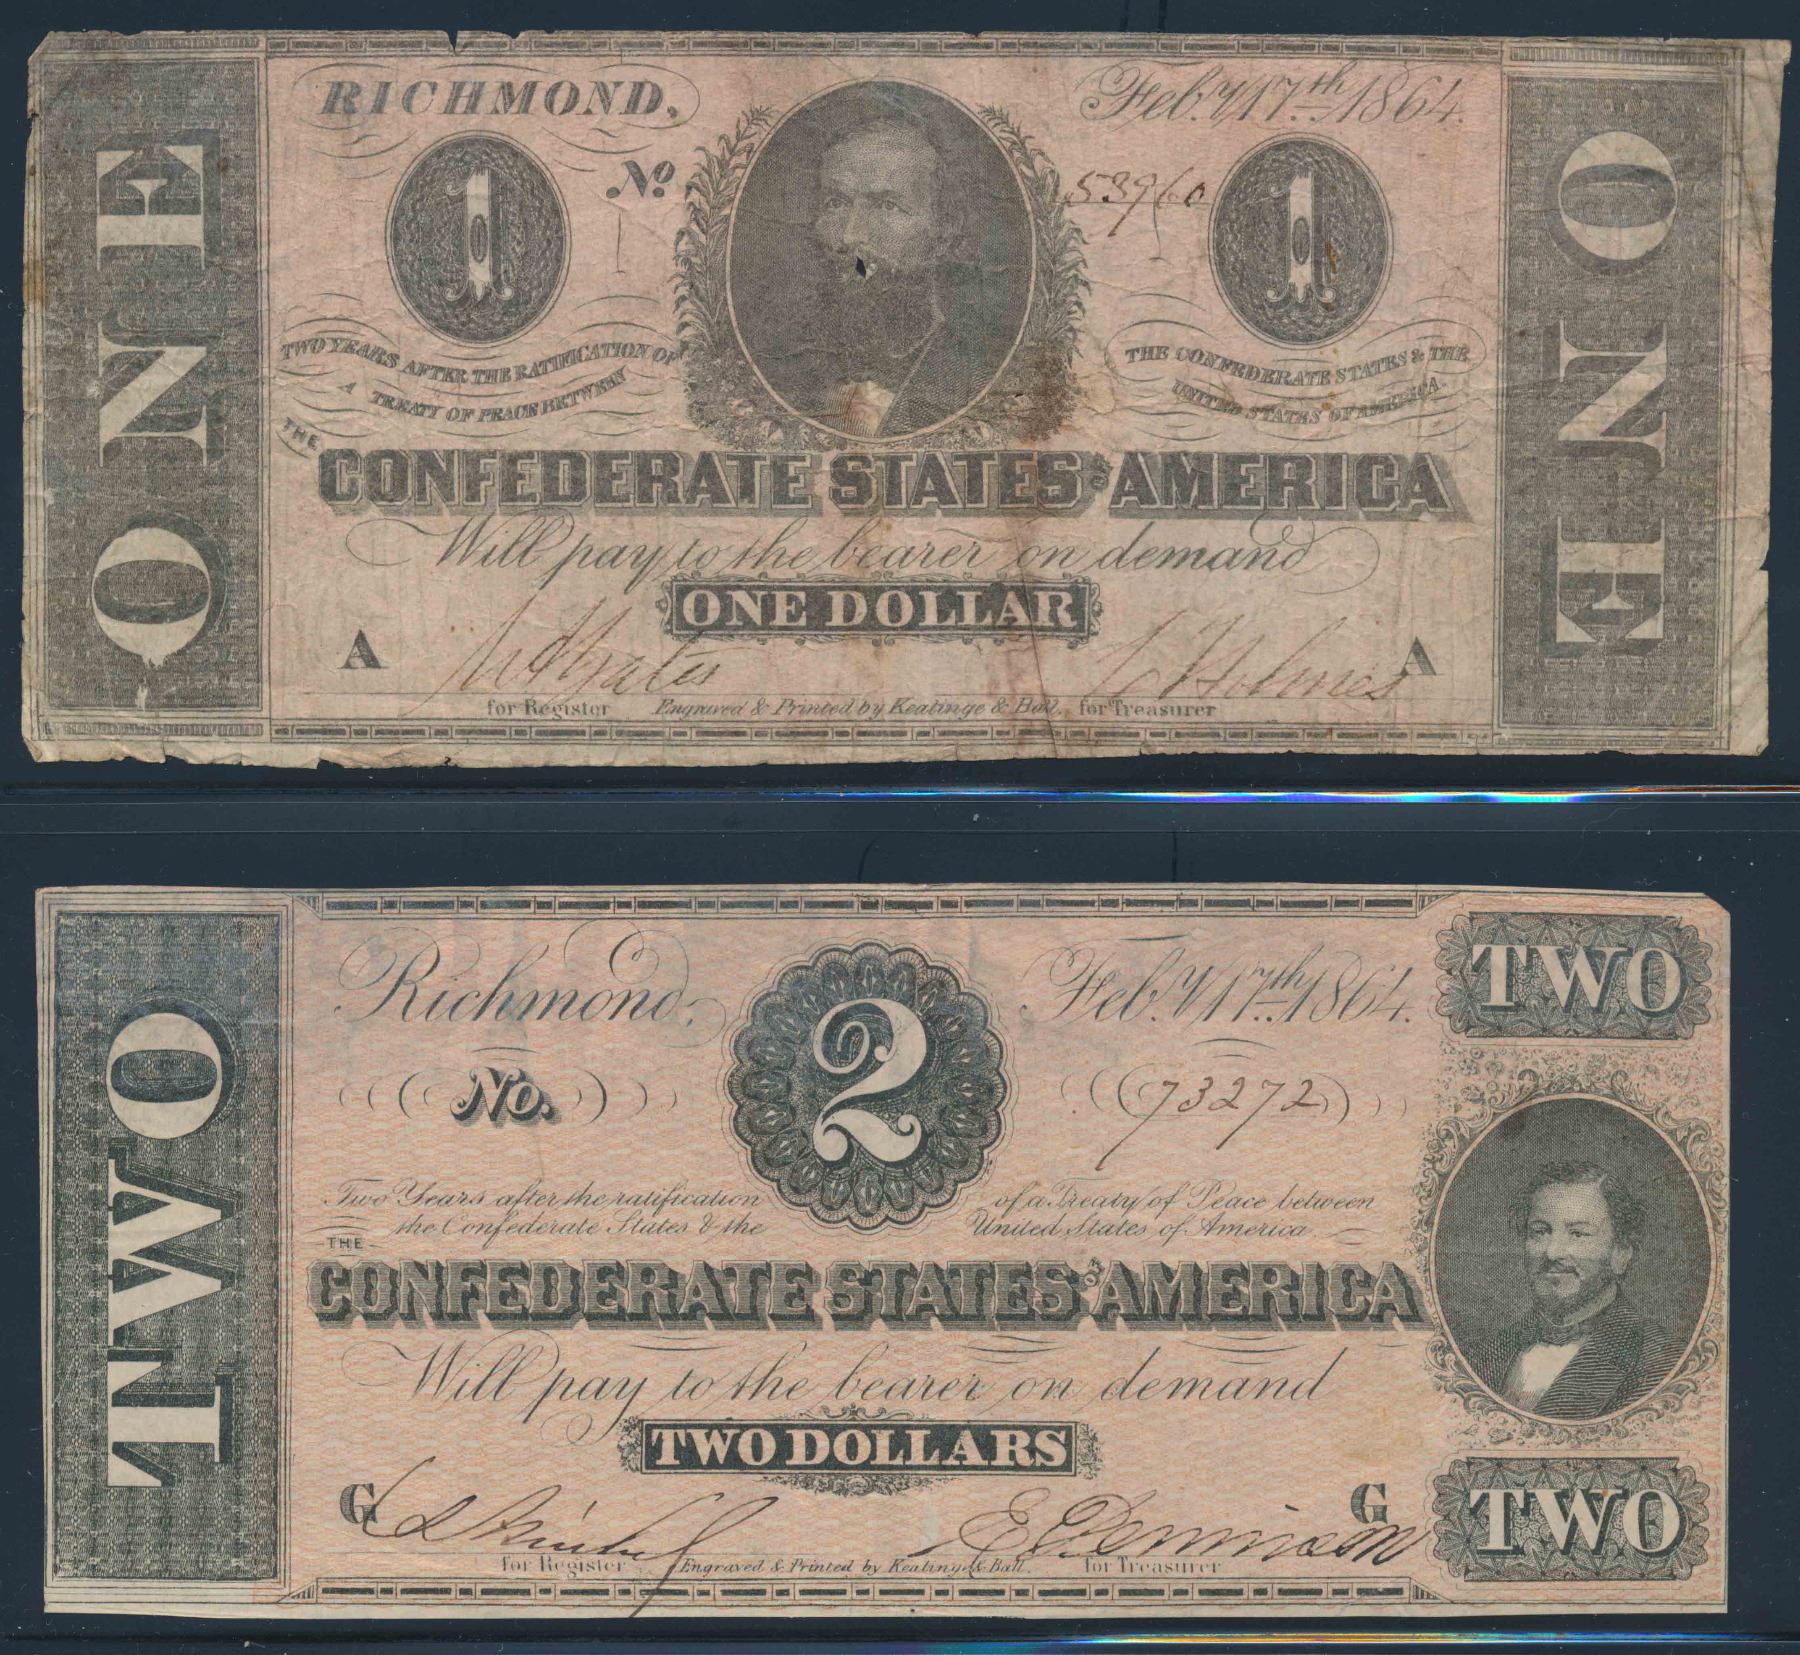 ONE
RICHMOND,
Feb.y 17th 1864.
1
No
53960
1
ONE
TWO YEARS AFTER THE RATIFICATION OF
A TREATY OF PEACE BETWEEN
THE CONFEDERATE STATES & THE
UNITED STATES OF AMERICA.
THE
CONFEDERATE STATES OF AMERICA
Will pay to the bearer on demand
ONE DOLLAR
A
A
for Register
Engraved & Printed by Keatinge & Ball.
for Treasurer
TWO
Richmond,
2
Feb.y 17th 1864.
TWO
No.
73272
Two Years after the ratification
of a Treaty of Peace between
the Confederate States & the
United States of America
THE
CONFEDERATE STATES OF AMERICA
Will pay to the bearer on demand
TWO DOLLARS
G
G
TWO
for Register
Engraved & Printed by Keatinge & Ball.
for Treasurer